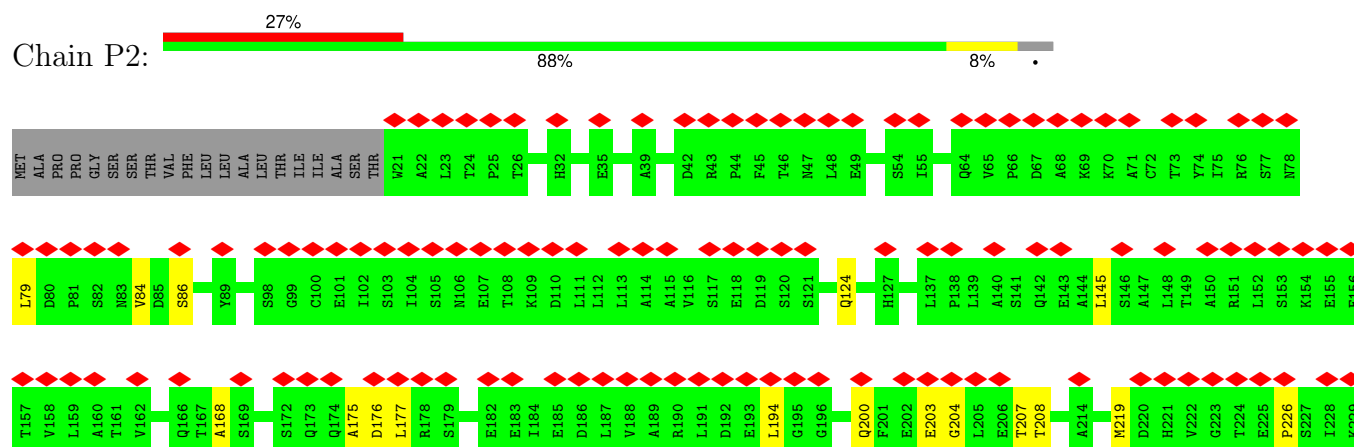 27%
Chain P2:
88% 8% •
MET ALA PRO PRO GLY SER SER THR VAL PHE LEU LEU ALA LEU THR ILE ILE ALA SER THR W21 A22 L23 T24 P25 T26 H32 E35 A39 D42 R43 P44 F45 T46 N47 L48 E49 S54 I55 Q64 V65 P66 D67 A68 K69 K70 A71 C72 T73 Y74 I75 R76 S77 N78
L79 D80 P81 S82 N83 V84 D85 S86 Y89 S98 G99 C100 E101 I102 S103 I104 S105 N106 E107 T108 K109 D110 L111 L112 L113 A114 A115 V116 S117 E118 D119 S120 S121 Q124 H127 L137 P138 L139 A140 S141 Q142 E143 A144 L145 S146 A147 L148 T149 A150 R151 L152 S153 K154 E155 E156
T157 V158 L159 A160 T161 V162 Q166 T167 A168 S169 S172 Q173 Q174 A175 D176 L177 R178 S179 E182 E183 I184 E185 D186 L187 V188 A189 R190 L191 D192 E193 L194 G195 G196 Q200 F201 E202 E203 G204 L205 E206 T207 T208 A214 M219 D220 H221 V222 G223 T224 E225 P226 S227 I228 K229